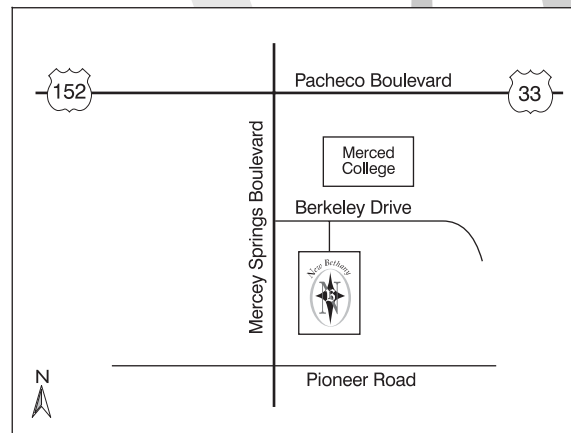 Pacheco Boulevard
152
33
Mercey Springs Boulevard
Merced
College
Berkeley Drive
New Bethany
N
Pioneer Road
N